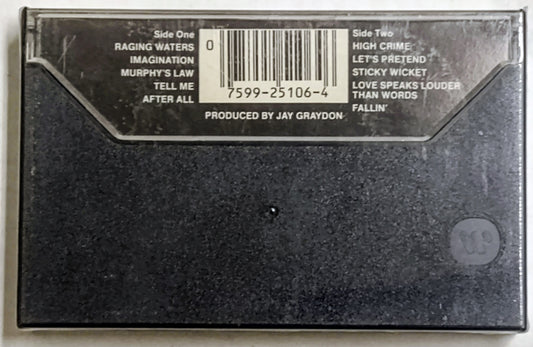 Side One
RAGING WATERS
IMAGINATION
MURPHY'S LAW
TELL ME
AFTER ALL
0
7599-25106-4
PRODUCED BY JAY GRAYDON
Side Two
HIGH CRIME
LET'S PRETEND
STICKY WICKET
LOVE SPEAKS LOUDER
THAN WORDS
FALLIN'